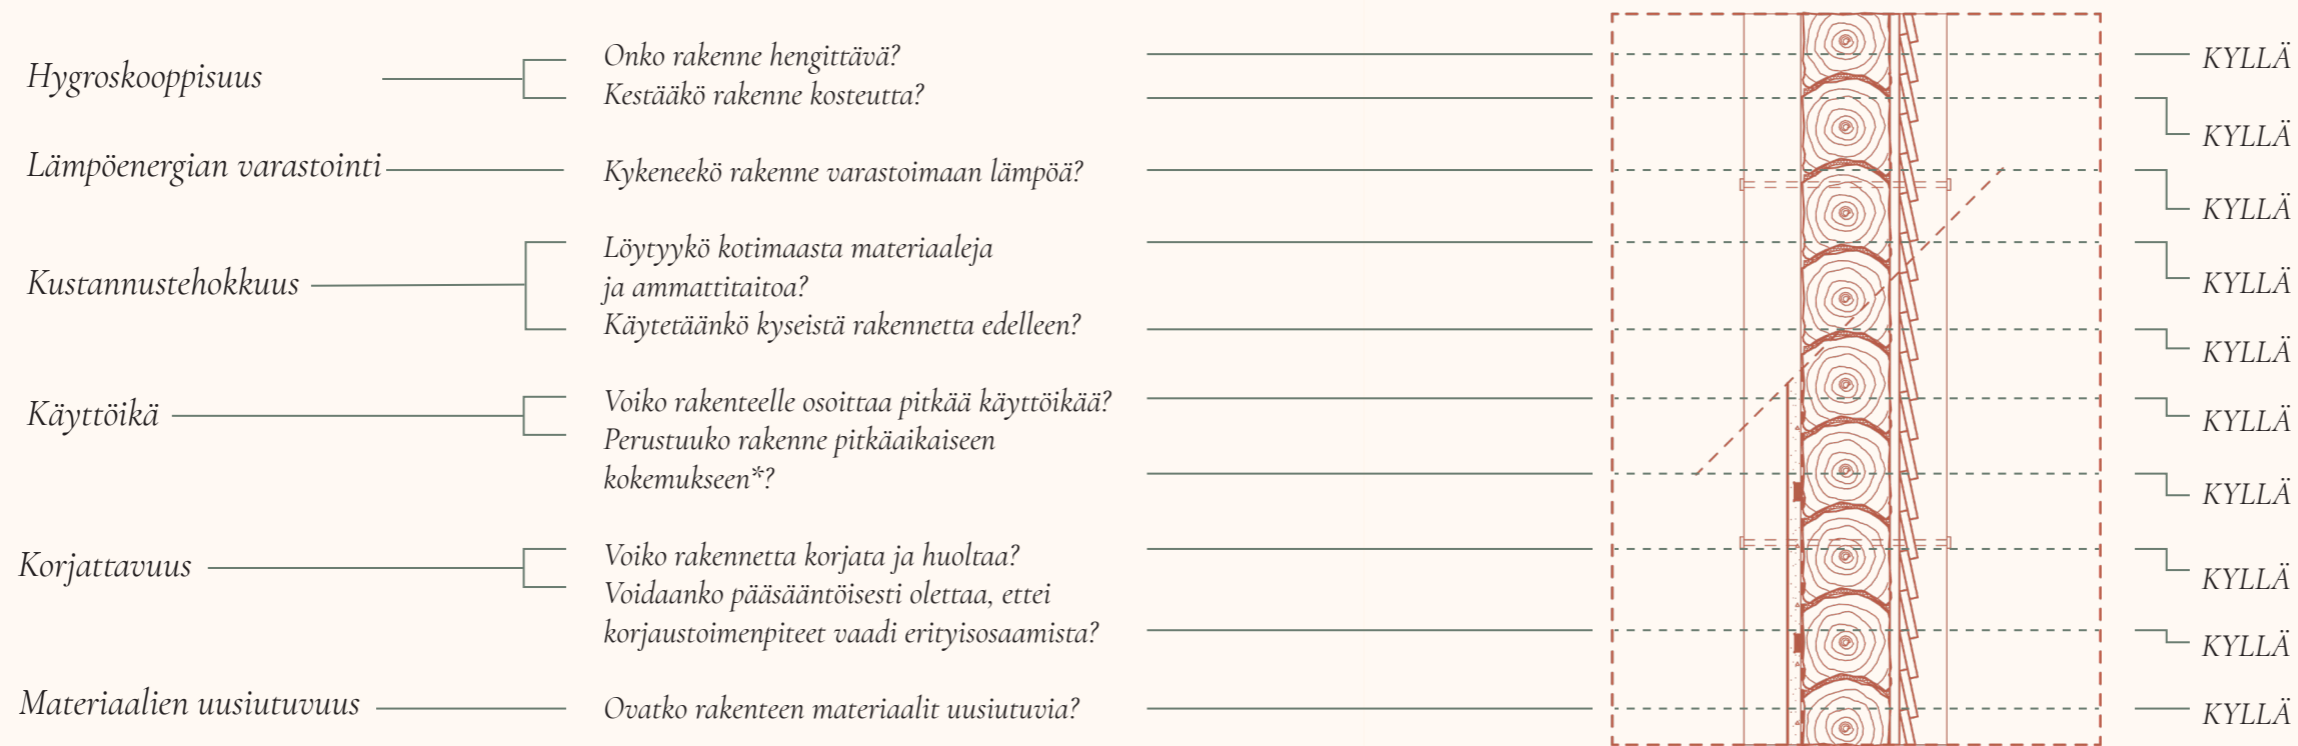 Hygroskooppisuus
Onko rakenne hengittävä?
KYLLÄ
Kestääkö rakenne kosteutta?
KYLLÄ
Lämpöenergian varastointi
Kykeneekö rakenne varastoimaan lämpöä?
KYLLÄ
Kustannustehokkuus
Löytyykö kotimaasta materiaaleja
ja ammattitaitoa?
KYLLÄ
Käytetäänkö kyseistä rakennetta edelleen?
KYLLÄ
Käyttöikä
Voiko rakenteelle osoittaa pitkää käyttöikää?
KYLLÄ
Perustuuko rakenne pitkäaikaiseen
kokemukseen*?
KYLLÄ
Korjattavuus
Voiko rakennetta korjata ja huoltaa?
KYLLÄ
Voidaanko pääsääntöisesti olettaa, ettei
korjaustoimenpiteet vaadi erityisosaamista?
KYLLÄ
Materiaalien uusiutuvuus
Ovatko rakenteen materiaalit uusiutuvia?
KYLLÄ